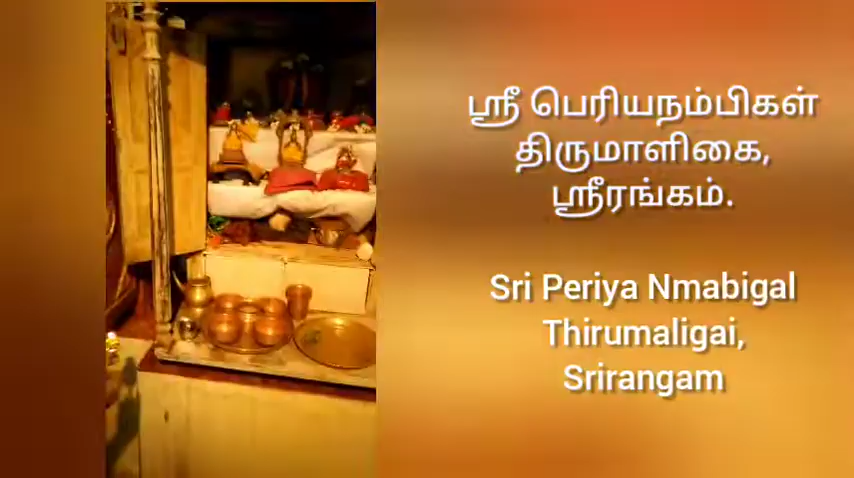 ஸ்ரீ பெரியநம்பிகள்
திருமாளிகை,
ஸ்ரீரங்கம்.
Sri Periya Nmabigal
Thirumaligai,
Srirangam